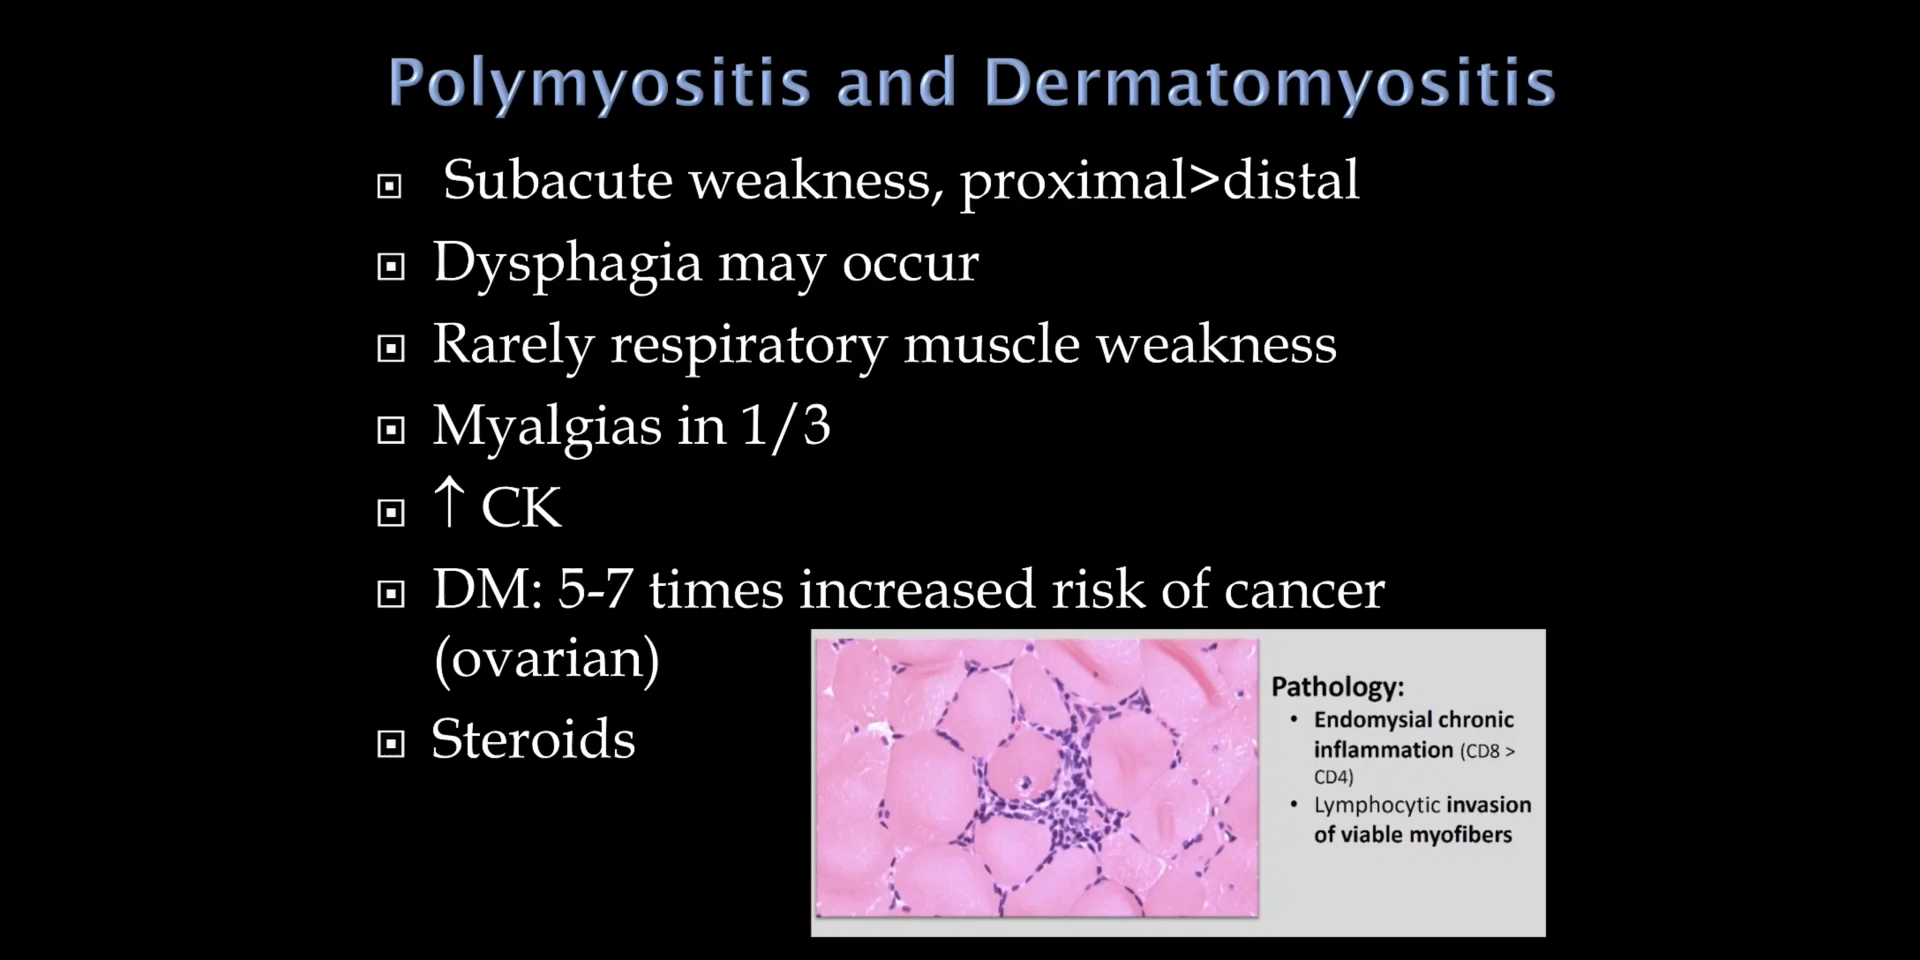 Polymyositis and Dermatomyositis
Subacute weakness, proximal>distal
Dysphagia may occur
Rarely respiratory muscle weakness
Myalgias in 1/3
↑ CK
DM: 5-7 times increased risk of cancer
(ovarian)
Steroids
Pathology:
• Endomysial chronic
inflammation (CD8 >
CD4)
• Lymphocytic invasion
of viable myofibers